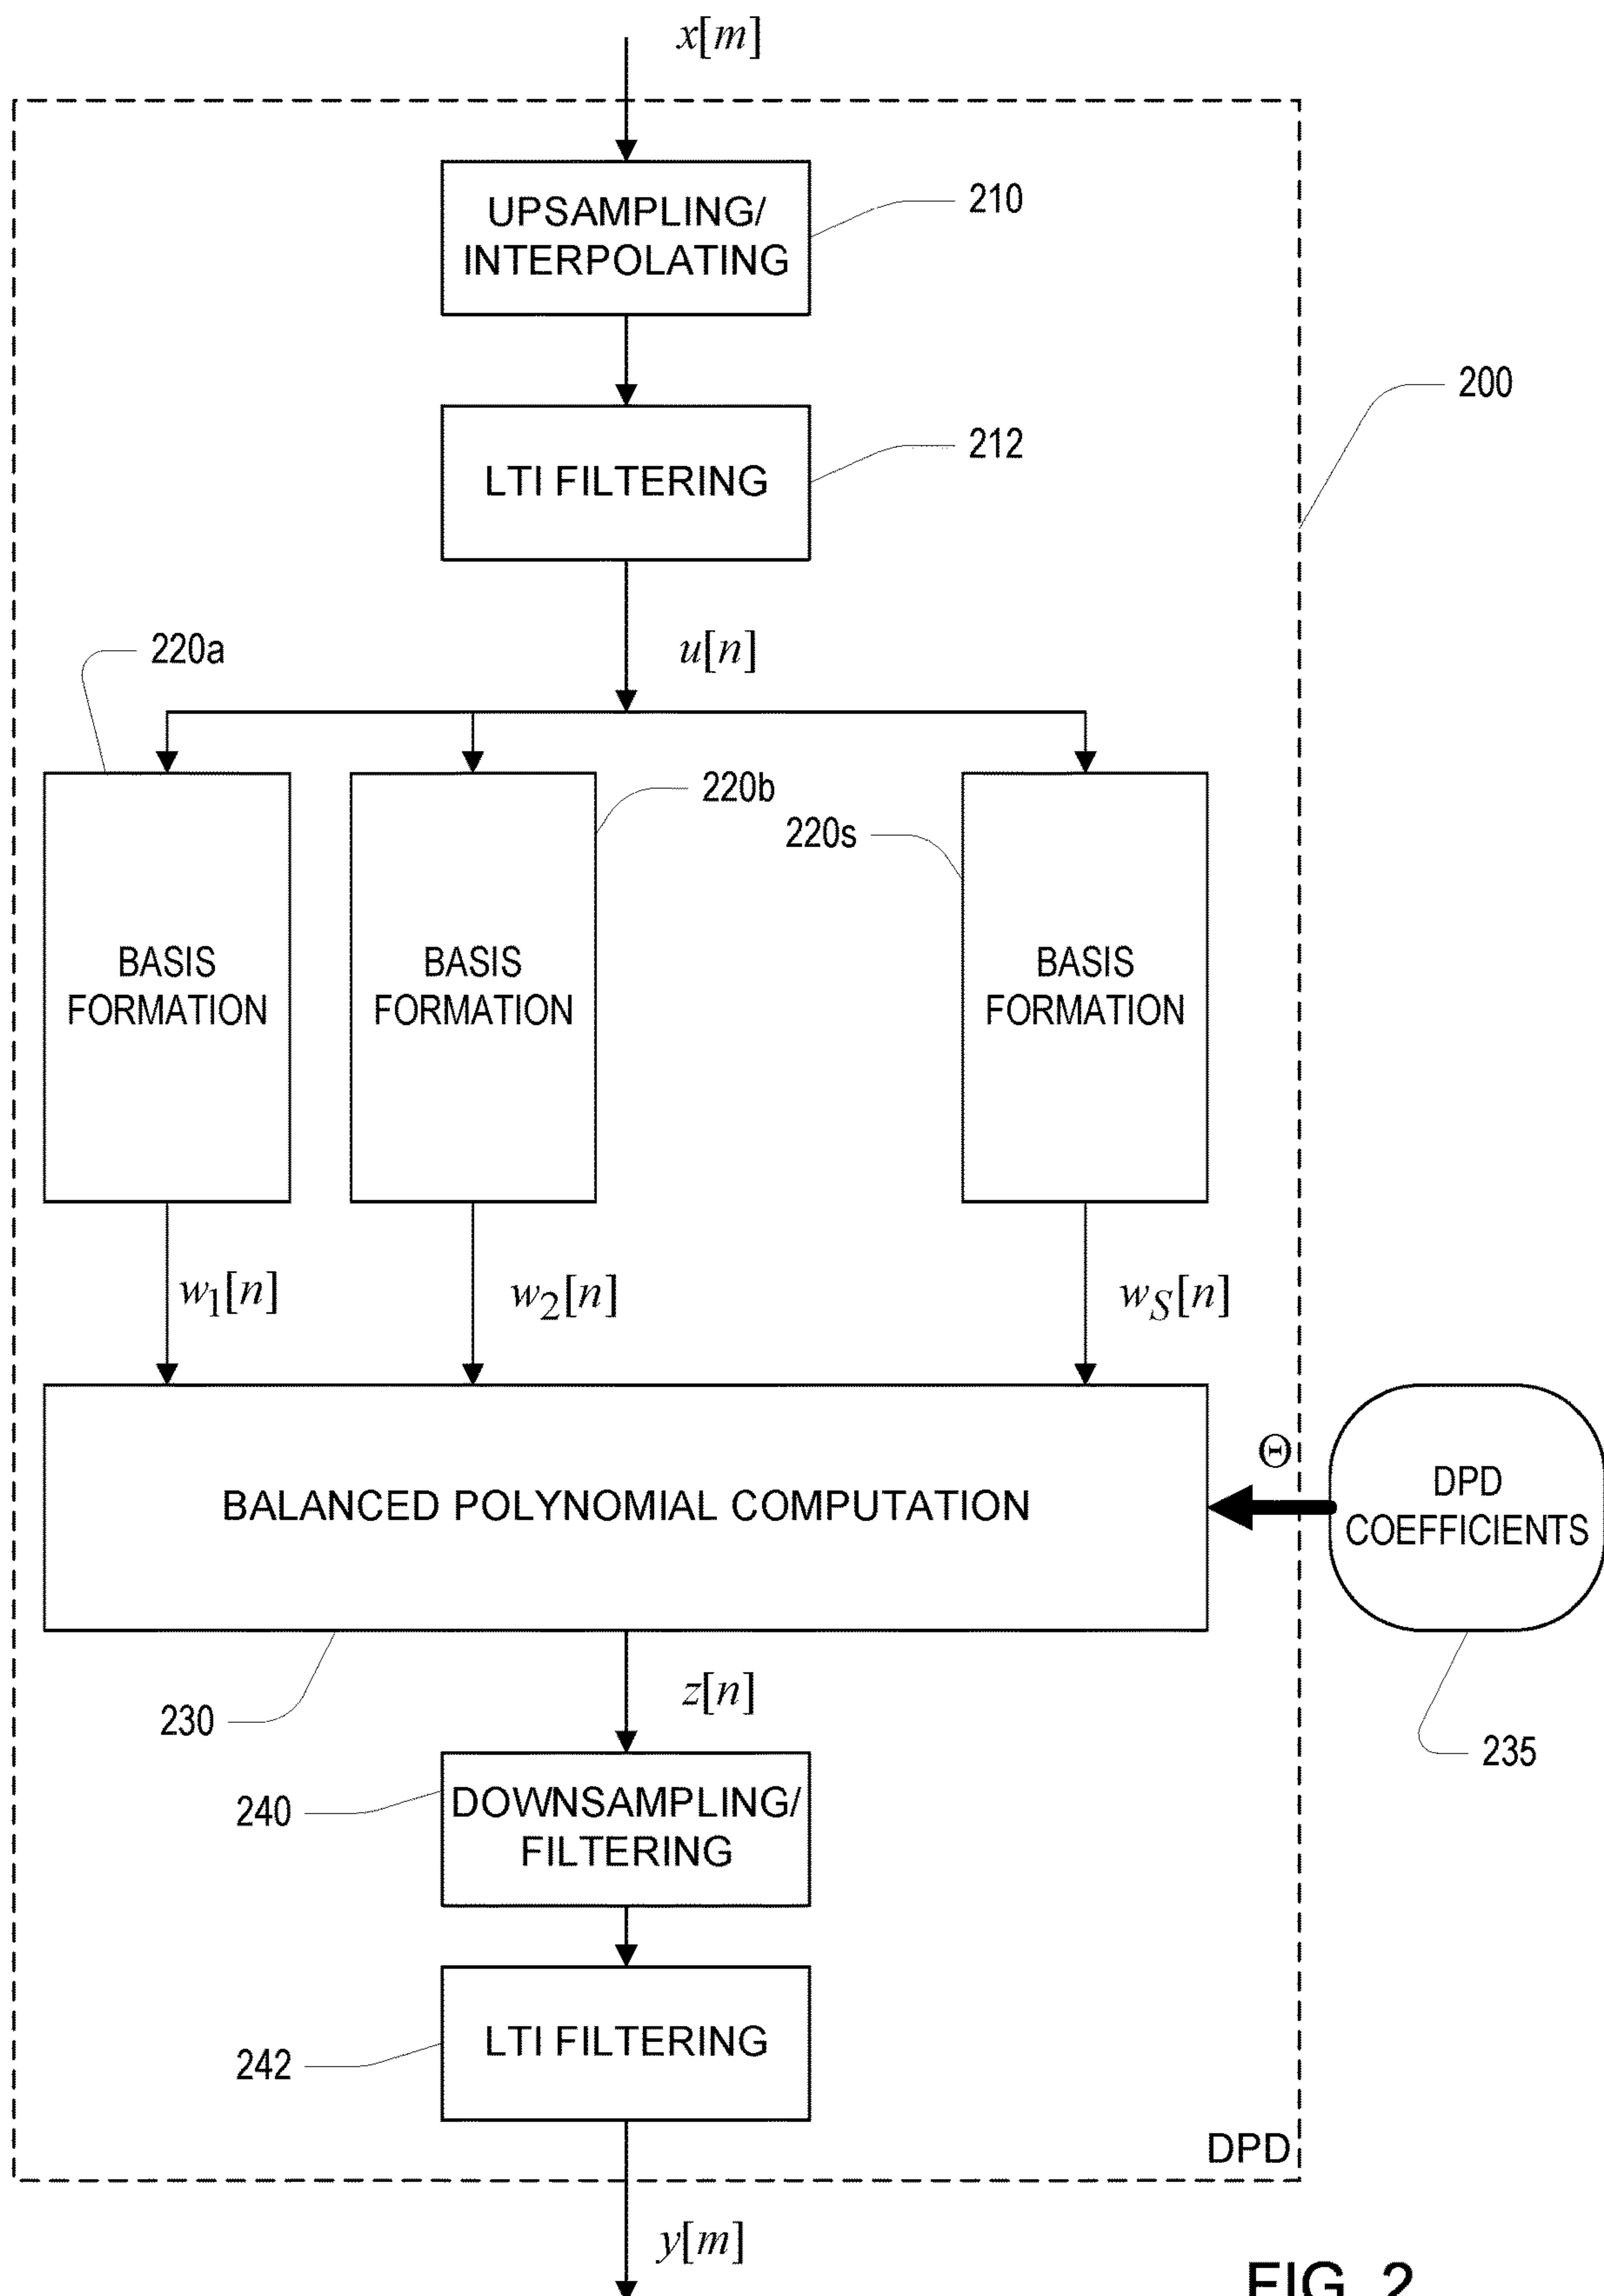 x[m]
UPSAMPLING/
INTERPOLATING
210
200
LTI FILTERING
212
220a
u[n]
220b
220s
BASIS
FORMATION
BASIS
FORMATION
BASIS
FORMATION
w1[n]
w2[n]
wS[n]
BALANCED POLYNOMIAL COMPUTATION
Θ
DPD
COEFFICIENTS
230
z[n]
235
240
DOWNSAMPLING/
FILTERING
242
LTI FILTERING
DPD
y[m]
FIG. 2